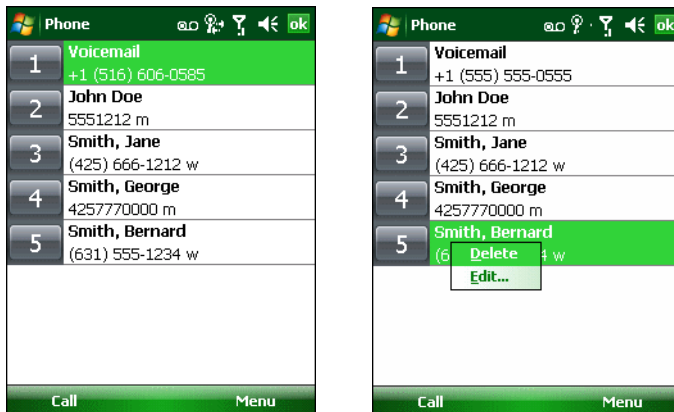 Phone
ok
1
Voicemail
+1 (516) 606-0585
2
John Doe
5551212 m
3
Smith, Jane
(425) 666-1212 w
4
Smith, George
4257770000 m
5
Smith, Bernard
(631) 555-1234 w
Call
Menu
Phone
ok
1
Voicemail
+1 (555) 555-0555
2
John Doe
5551212 m
3
Smith, Jane
(425) 666-1212 w
4
Smith, George
4257770000 m
5
Smith, Bernard
(6 4 w
Delete
Edit...
Call
Menu